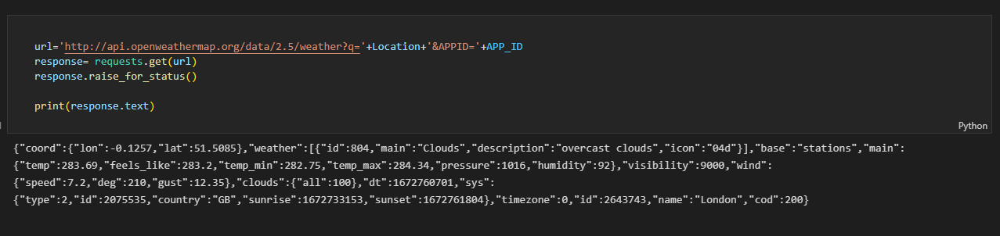 url='http://api.openweathermap.org/data/2.5/weather?q='+Location+'&APPID='+APP_ID
response= requests.get(url)
response.raise_for_status()
print(response.text)
Python
{"coord":{"lon":-0.1257,"lat":51.5085},"weather":[{"id":804,"main":"Clouds","description":"overcast clouds","icon":"04d"}],"base":"stations","main":
{"temp":283.69,"feels_like":283.2,"temp_min":282.75,"temp_max":284.34,"pressure":1016,"humidity":92},"visibility":9000,"wind":
{"speed":7.2,"deg":210,"gust":12.35},"clouds":{"all":100},"dt":1672760701,"sys":
{"type":2,"id":2075535,"country":"GB","sunrise":1672733153,"sunset":1672761804},"timezone":0,"id":2643743,"name":"London","cod":200}